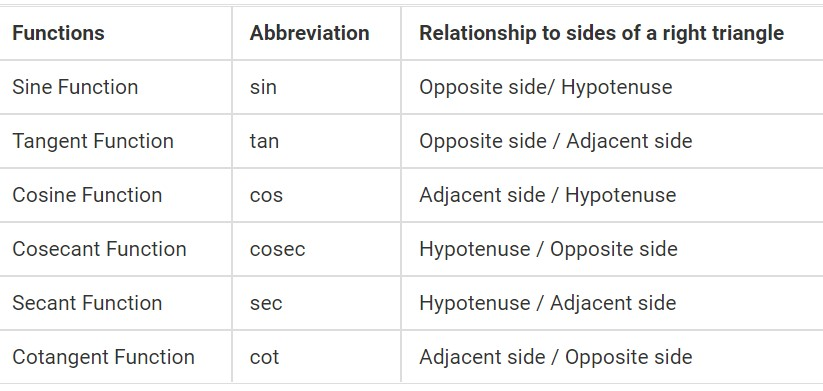 Functions Abbreviation Relationship to sides of a right triangle
Sine Function sin Opposite side/ Hypotenuse
Tangent Function tan Opposite side / Adjacent side
Cosine Function cos Adjacent side / Hypotenuse
Cosecant Function cosec Hypotenuse / Opposite side
Secant Function sec Hypotenuse / Adjacent side
Cotangent Function cot Adjacent side / Opposite side